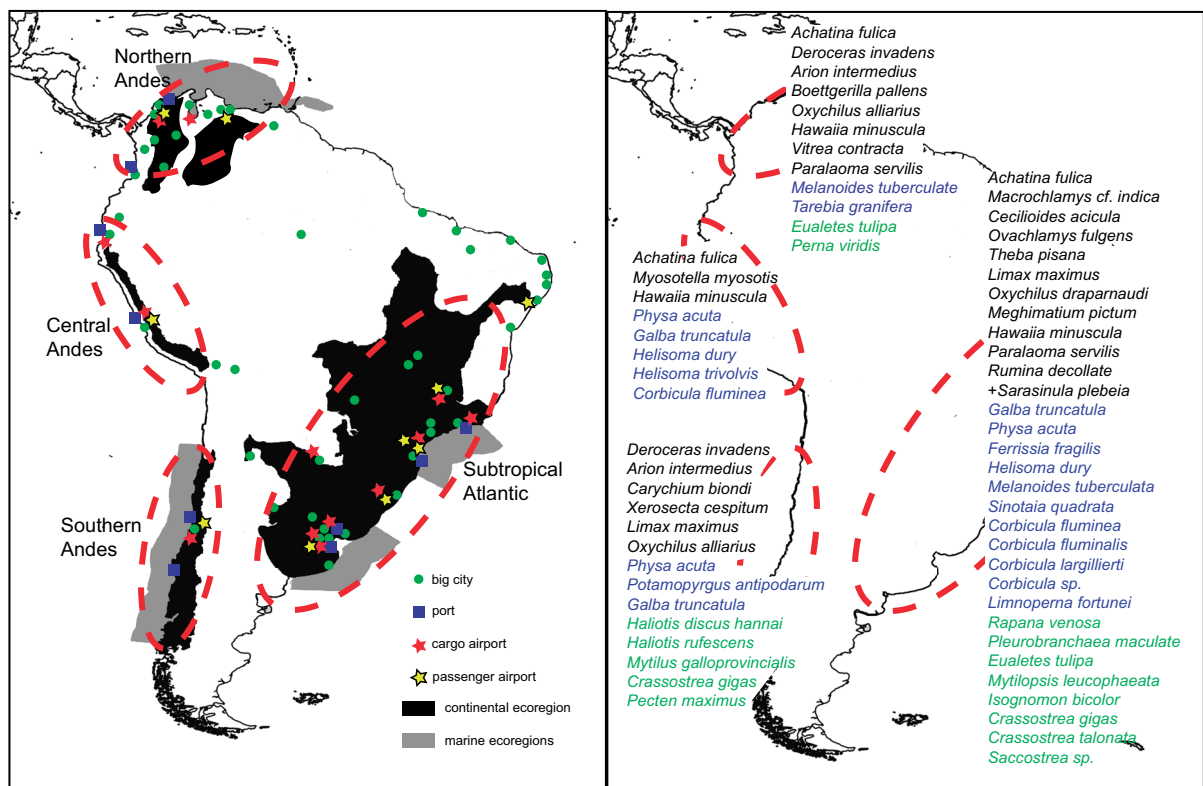 Northern
Andes
Central
Andes
Southern
Andes
Subtropical
Atlantic
big city
port
cargo airport
passenger airport
continental ecoregion
marine ecoregions
Achatina fulica
Deroceras invadens
Arion intermedius
Boettgerilla pallens
Oxychilus alliarius
Hawaiia minuscula
Vitrea contracta
Paralaoma servilis
Melanoides tuberculate
Tarebia granifera
Eualetes tulipa
Perna viridis
Achatina fulica
Myosotella myosotis
Hawaiia minuscula
Physa acuta
Galba truncatula
Helisoma dury
Helisoma trivolvis
Corbicula fluminea
Deroceras invadens
Arion intermedius
Carychium biondi
Xerosecta cespitum
Limax maximus
Oxychilus alliarius
Physa acuta
Potamopyrgus antipodarum
Galba truncatula
Haliotis discus hannai
Haliotis rufescens
Mytilus galloprovincialis
Crassostrea gigas
Pecten maximus
Achatina fulica
Macrochlamys cf. indica
Cecilioides acicula
Ovachlamys fulgens
Theba pisana
Limax maximus
Oxychilus draparnaudi
Meghimatium pictum
Hawaiia minuscula
Paralaoma servilis
Rumina decollate
+Sarasinula plebeia
Galba truncatula
Physa acuta
Ferrissia fragilis
Helisoma dury
Melanoides tuberculata
Sinotaia quadrata
Corbicula fluminea
Corbicula fluminalis
Corbicula largillierti
Corbicula sp.
Limnoperna fortunei
Rapana venosa
Pleurobranchaea maculate
Eualetes tulipa
Mytilopsis leucophaeata
Isognomon bicolor
Crassostrea gigas
Crassostrea talonata
Saccostrea sp.